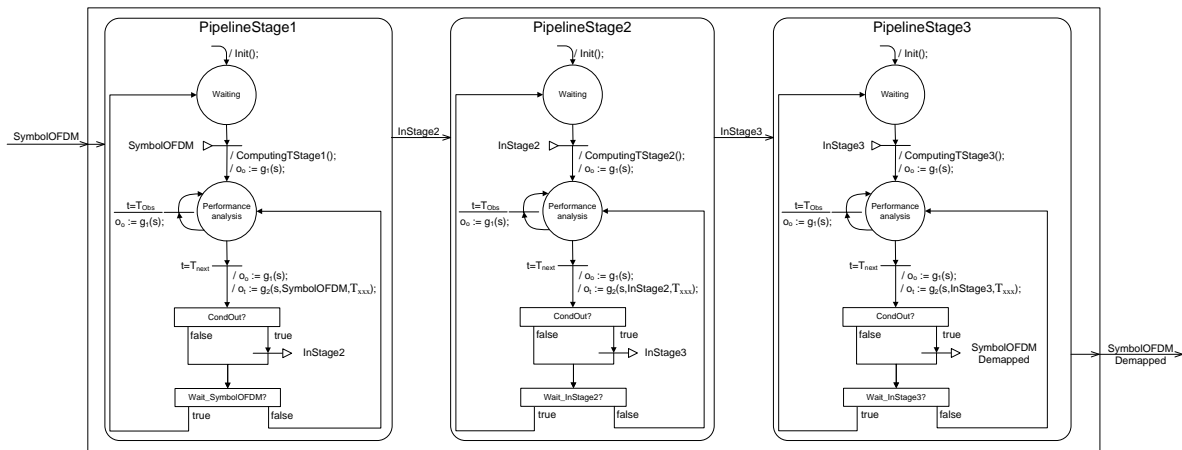 PipelineStage1
/ Init();
Waiting
SymbolOFDM
SymbolOFDM
/ ComputingTStage1();
/ oₒ := g₁(s);
Performance
analysis
t=T_Obs
oₒ := g₁(s);
t=T_next
/ oₒ := g₁(s);
/ oₜ := g₂(s,SymbolOFDM,T_xxx);
CondOut?
false
true
InStage2
Wait_SymbolOFDM?
true
false
InStage2
PipelineStage2
/ Init();
Waiting
InStage2
/ ComputingTStage2();
/ oₒ := g₁(s);
Performance
analysis
t=T_Obs
oₒ := g₁(s);
t=T_next
/ oₒ := g₁(s);
/ oₜ := g₂(s,InStage2,T_xxx);
CondOut?
false
true
InStage3
Wait_InStage2?
true
false
InStage3
PipelineStage3
/ Init();
Waiting
InStage3
/ ComputingTStage3();
/ oₒ := g₁(s);
Performance
analysis
t=T_Obs
oₒ := g₁(s);
t=T_next
/ oₒ := g₁(s);
/ oₜ := g₂(s,InStage3,T_xxx);
CondOut?
false
true
SymbolOFDM
Demapped
Wait_InStage3?
true
false
SymbolOFDM
Demapped